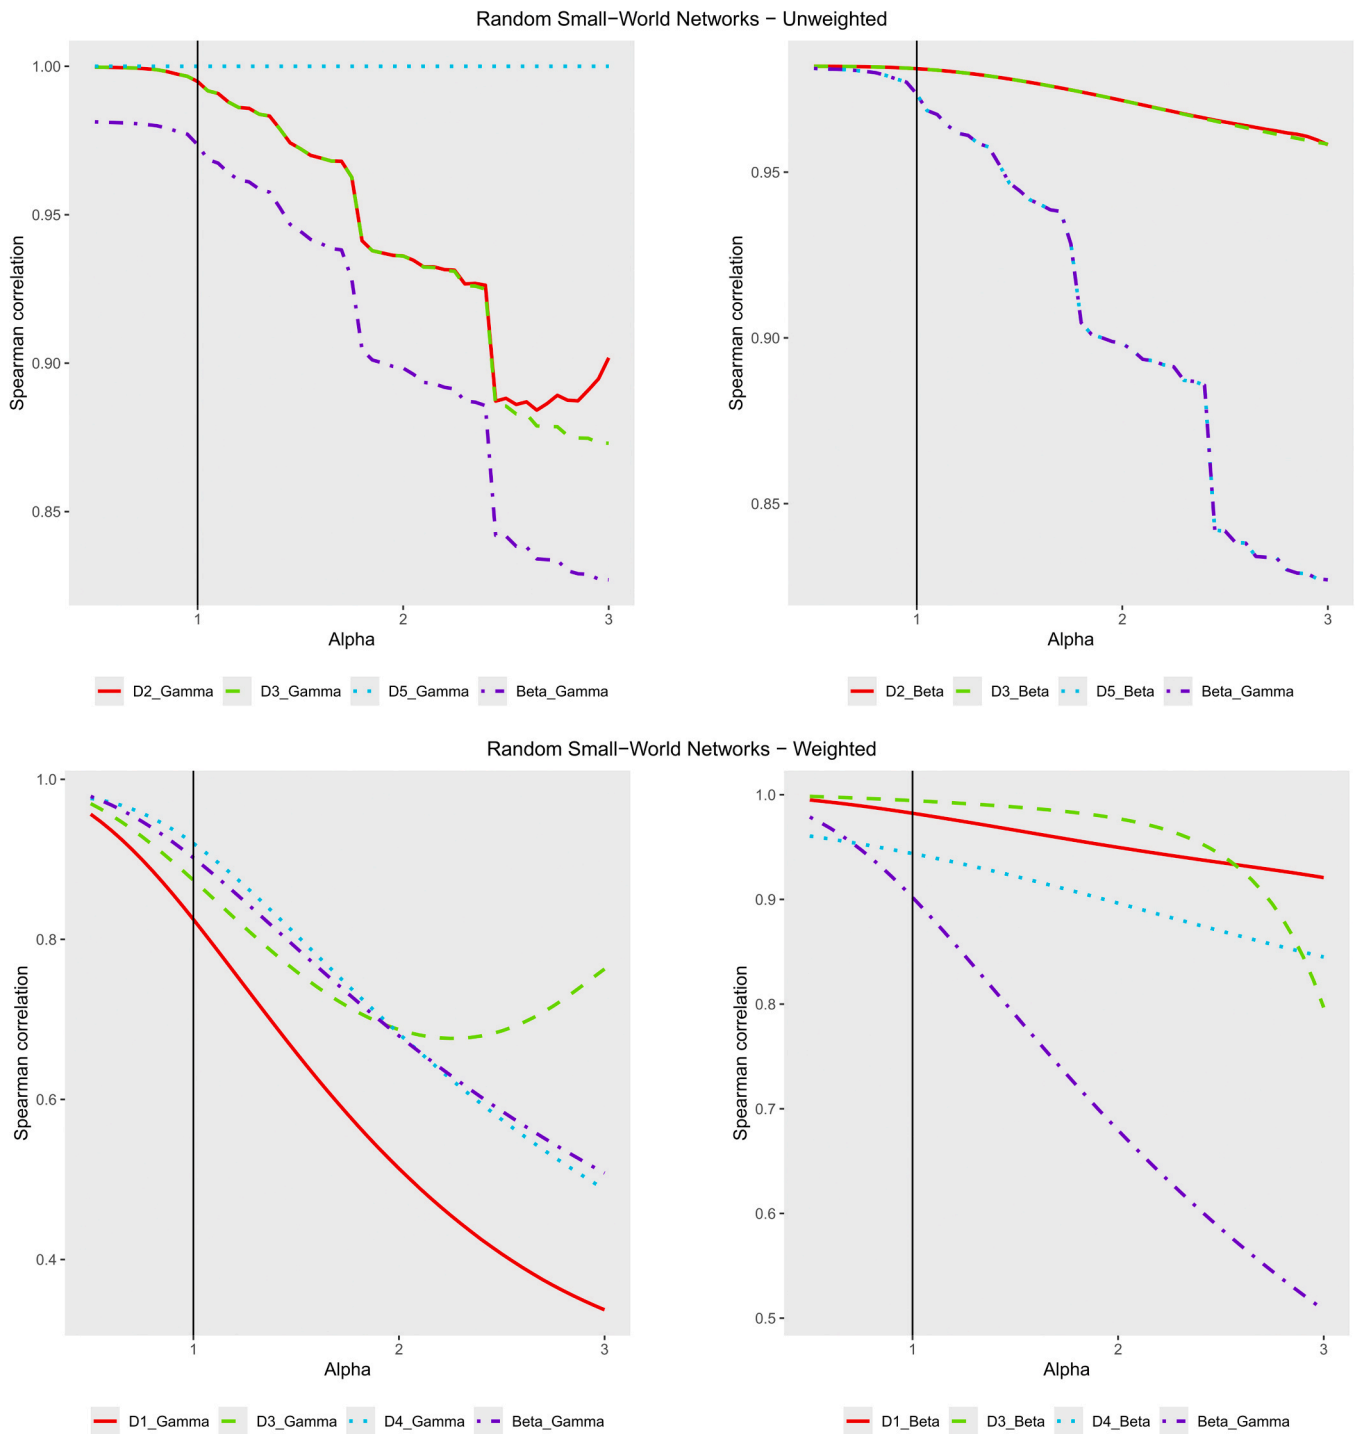 Random Small−World Networks − Unweighted
Spearman correlation
1.00
0.95
0.90
0.85
1 2 3
Alpha
D2_Gamma D3_Gamma D5_Gamma Beta_Gamma
Spearman correlation
0.95
0.90
0.85
1 2 3
Alpha
D2_Beta D3_Beta D5_Beta Beta_Gamma
Random Small−World Networks − Weighted
Spearman correlation
1.0
0.8
0.6
0.4
1 2 3
Alpha
D1_Gamma D3_Gamma D4_Gamma Beta_Gamma
Spearman correlation
1.0
0.9
0.8
0.7
0.6
0.5
1 2 3
Alpha
D1_Beta D3_Beta D4_Beta Beta_Gamma